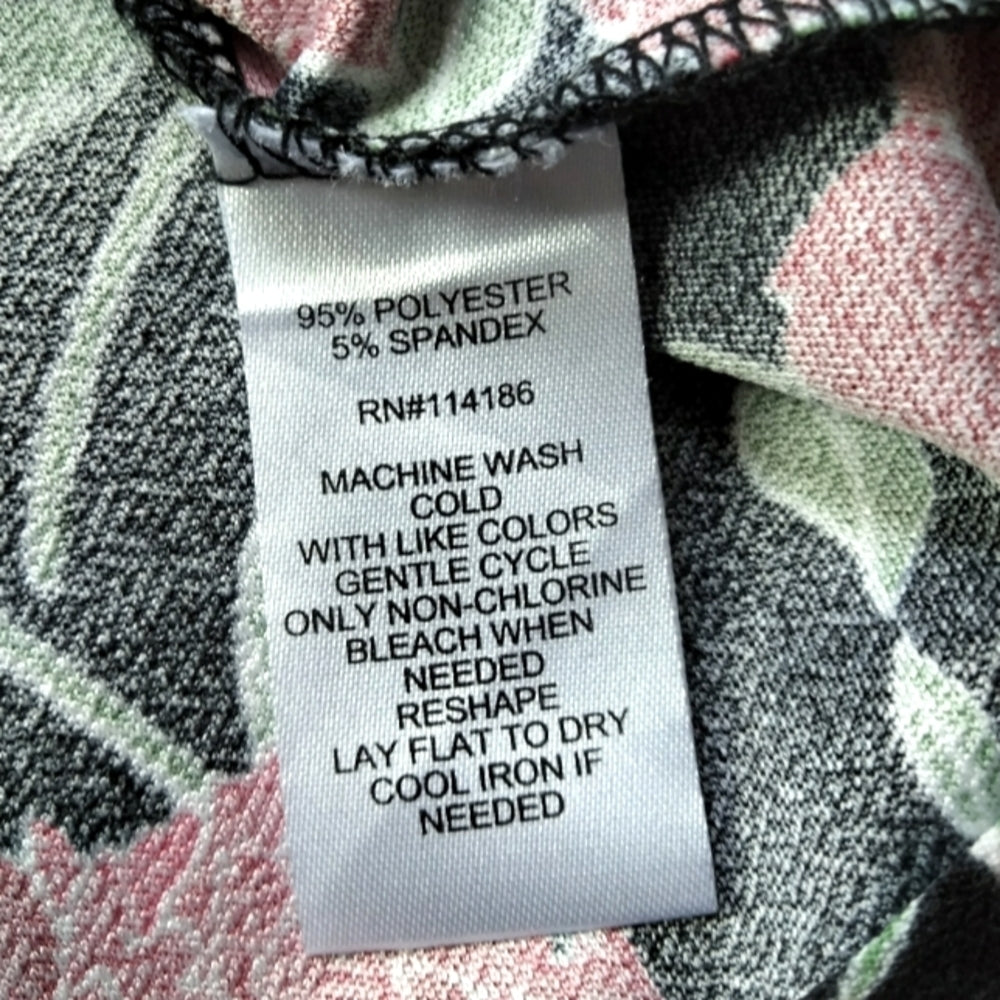 95% POLYESTER
5% SPANDEX
RN#114186
MACHINE WASH
COLD
WITH LIKE COLORS
GENTLE CYCLE
ONLY NON-CHLORINE
BLEACH WHEN
NEEDED
RESHAPE
LAY FLAT TO DRY
COOL IRON IF
NEEDED